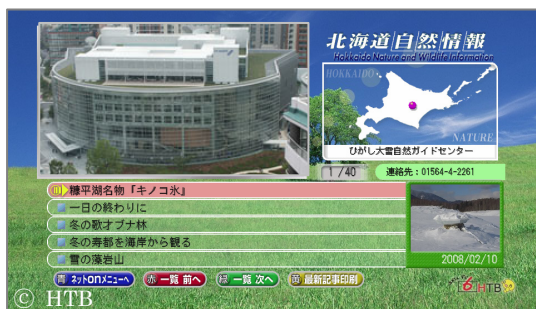 北海道自然情報
Hokkaido Nature and Wildlife Information
HOKKAIDO
NATURE
ひがし大雪自然ガイドセンター
1 /40
連絡先：01564-4-2261
糠平湖名物『キノコ氷』
一日の終わりに
冬の歌才ブナ林
冬の寿都を海岸から観る
雪の藻岩山
2008/02/10
青 ネットonメニューへ
赤 一覧 前へ
緑 一覧 次へ
黄 最新記事印刷
HTB
© HTB